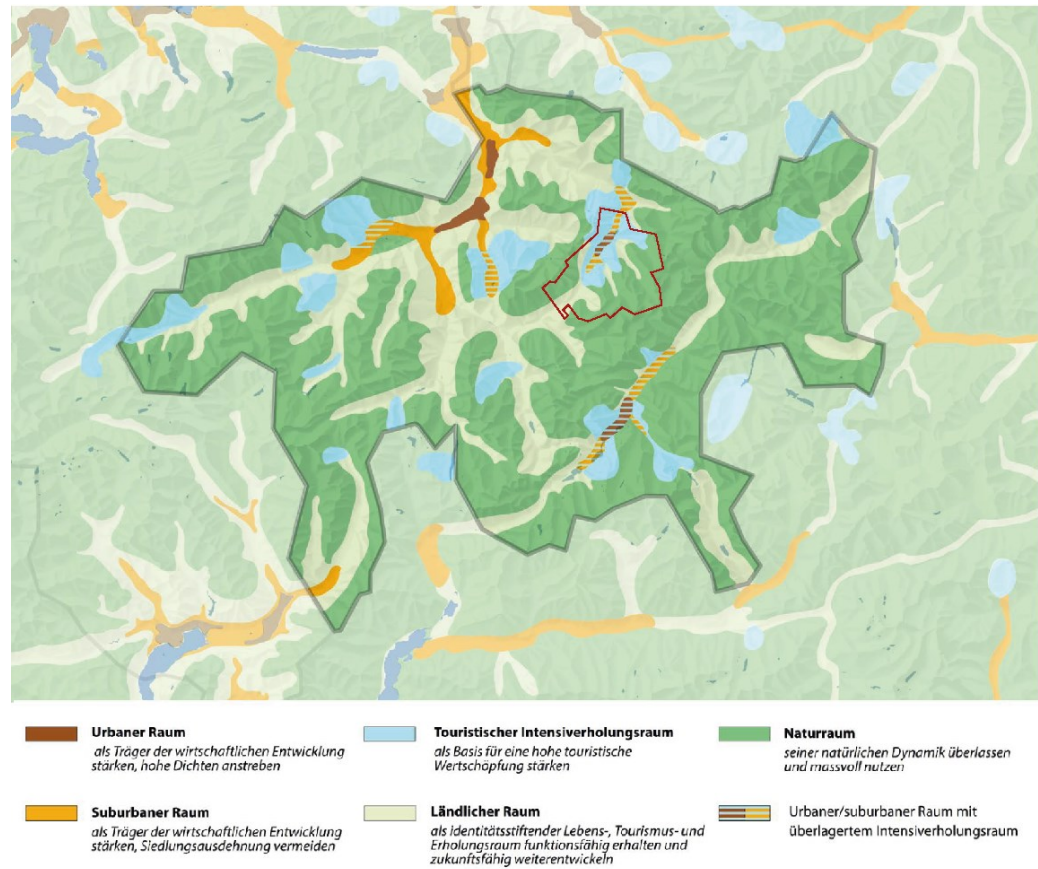 Urbaner Raum
als Träger der wirtschaftlichen Entwicklung
stärken, hohe Dichten anstreben
Touristischer Intensiverholungsraum
als Basis für eine hohe touristische
Wertschöpfung stärken
Naturraum
seiner natürlichen Dynamik überlassen
und massvoll nutzen
Suburbaner Raum
als Träger der wirtschaftlichen Entwicklung
stärken, Siedlungsausdehnung vermeiden
Ländlicher Raum
als identitätsstiftender Lebens-, Tourismus- und
Erholungsraum funktionsfähig erhalten und
zukunftsfähig weiterentwickeln
Urbaner/suburbaner Raum mit
überlagertem Intensiverholungsraum